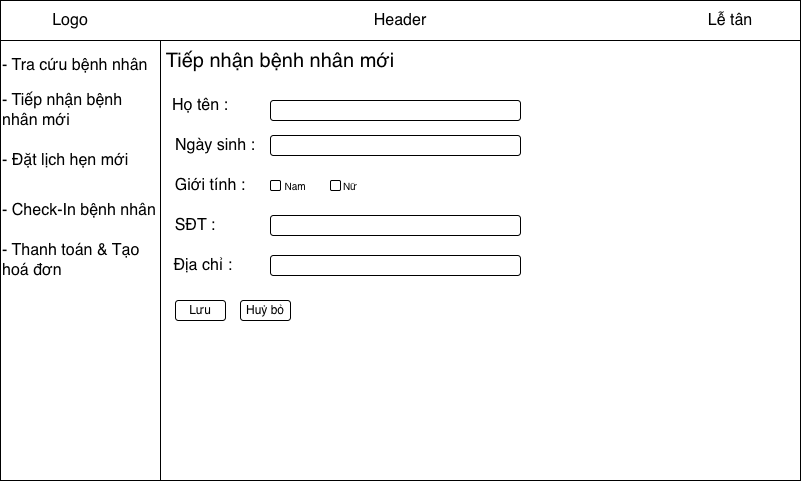 Logo
Header
Lễ tân
- Tra cứu bệnh nhân
- Tiếp nhận bệnh
nhân mới
- Đặt lịch hẹn mới
- Check-In bệnh nhân
- Thanh toán & Tạo
hoá đơn
Tiếp nhận bệnh nhân mới
Họ tên :
Ngày sinh :
Giới tính :
Nam
Nữ
SĐT :
Địa chỉ :
Lưu
Huỷ bỏ